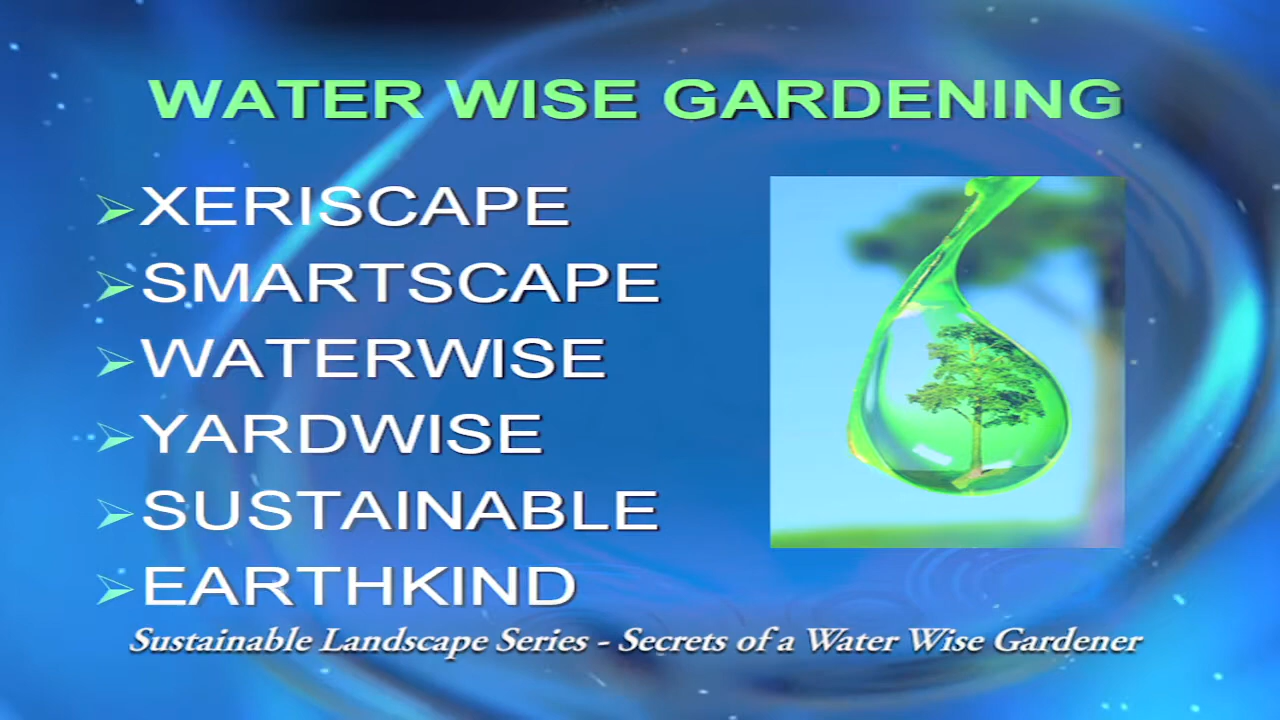 WATER WISE GARDENING
XERISCAPE
SMARTSCAPE
WATERWISE
YARDWISE
SUSTAINABLE
EARTHKIND
Sustainable Landscape Series - Secrets of a Water Wise Gardener